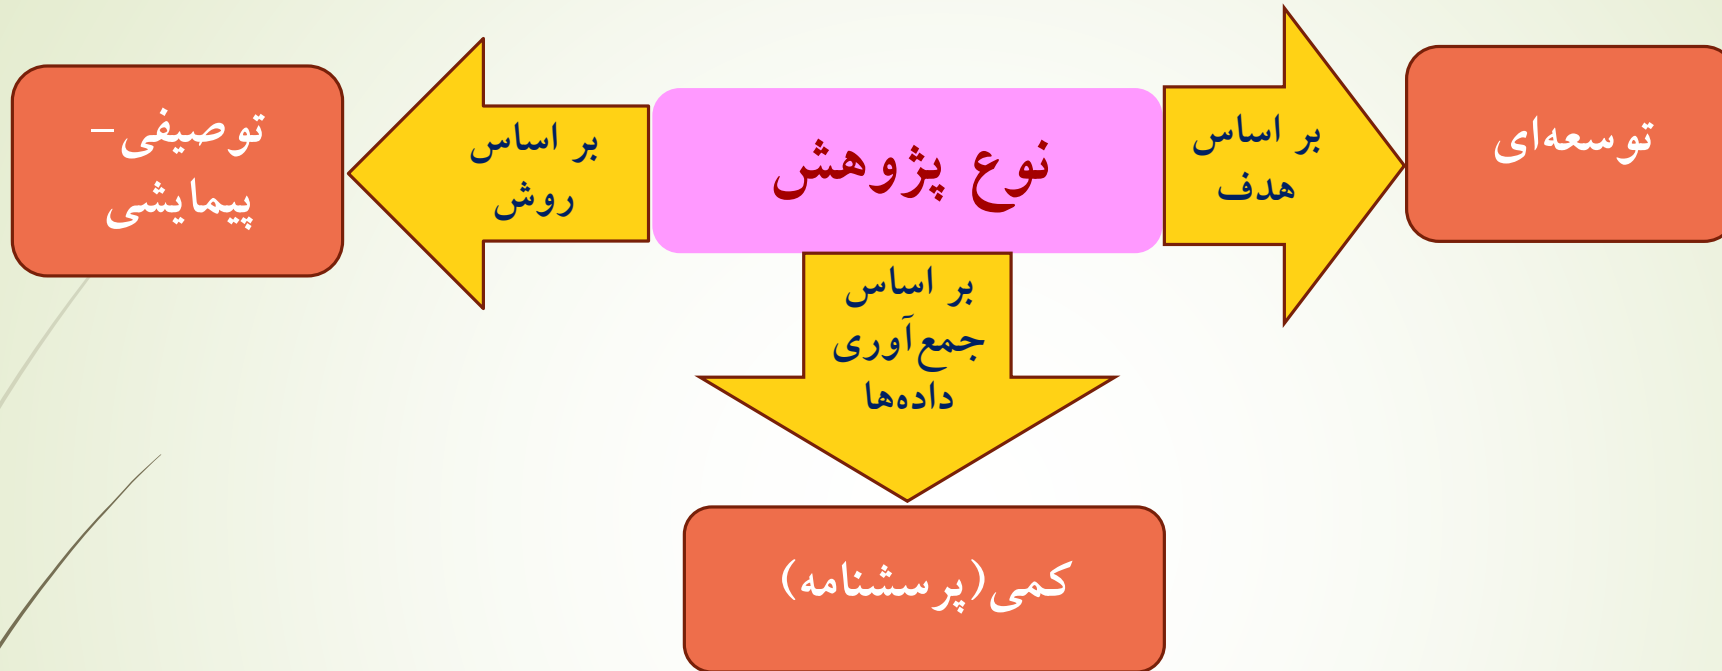 نوع پژوهش
بر اساس
هدف
توسعه‌ای
بر اساس
روش
توصیفی-
پیمایشی
بر اساس
جمع‌آوری
داده‌ها
کمی(پرسشنامه)